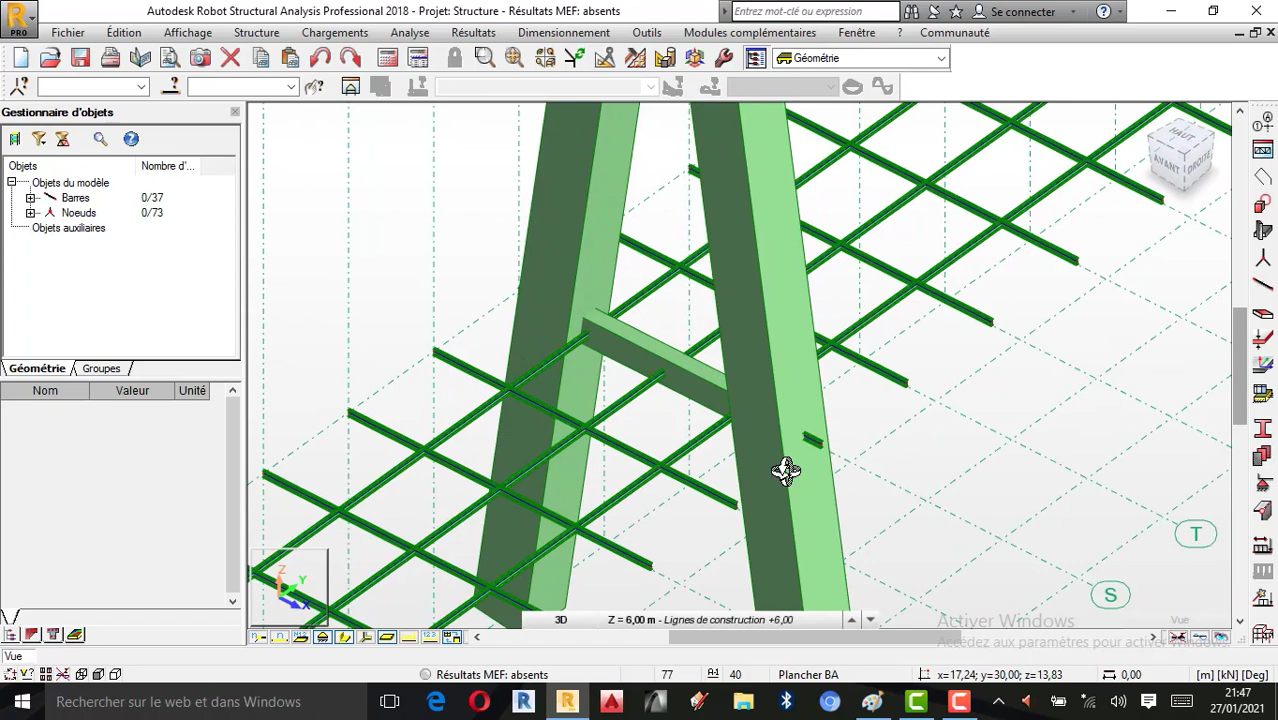 PRO
Autodesk Robot Structural Analysis Professional 2018 - Projet: Structure - Résultats MEF: absents
Entrez mot-clé ou expression
Se connecter
Fichier Édition Affichage Structure Chargements Analyse Résultats Dimensionnement Outils Modules complémentaires Fenêtre ? Communauté
Géométrie
Gestionnaire d'objets
Objets Nombre d'...
Objets du modèle
Barres 0/37
Noeuds 0/73
Objets auxiliaires
Géométrie Groupes
Nom Valeur Unité
HAUT
AVANT DROITE
T
S
Z
Y
X
3D Z = 6,00 m - Lignes de construction +6,00
Activer Windows
Accédez aux paramètres pour activer Windows.
Vue Vue
Résultats MEF: absents 77 40 Plancher BA x=17,24; y=30,00; z=13,83 0,00 [m] [kN] [Deg]
Rechercher sur le web et dans Windows
21:47
27/01/2021